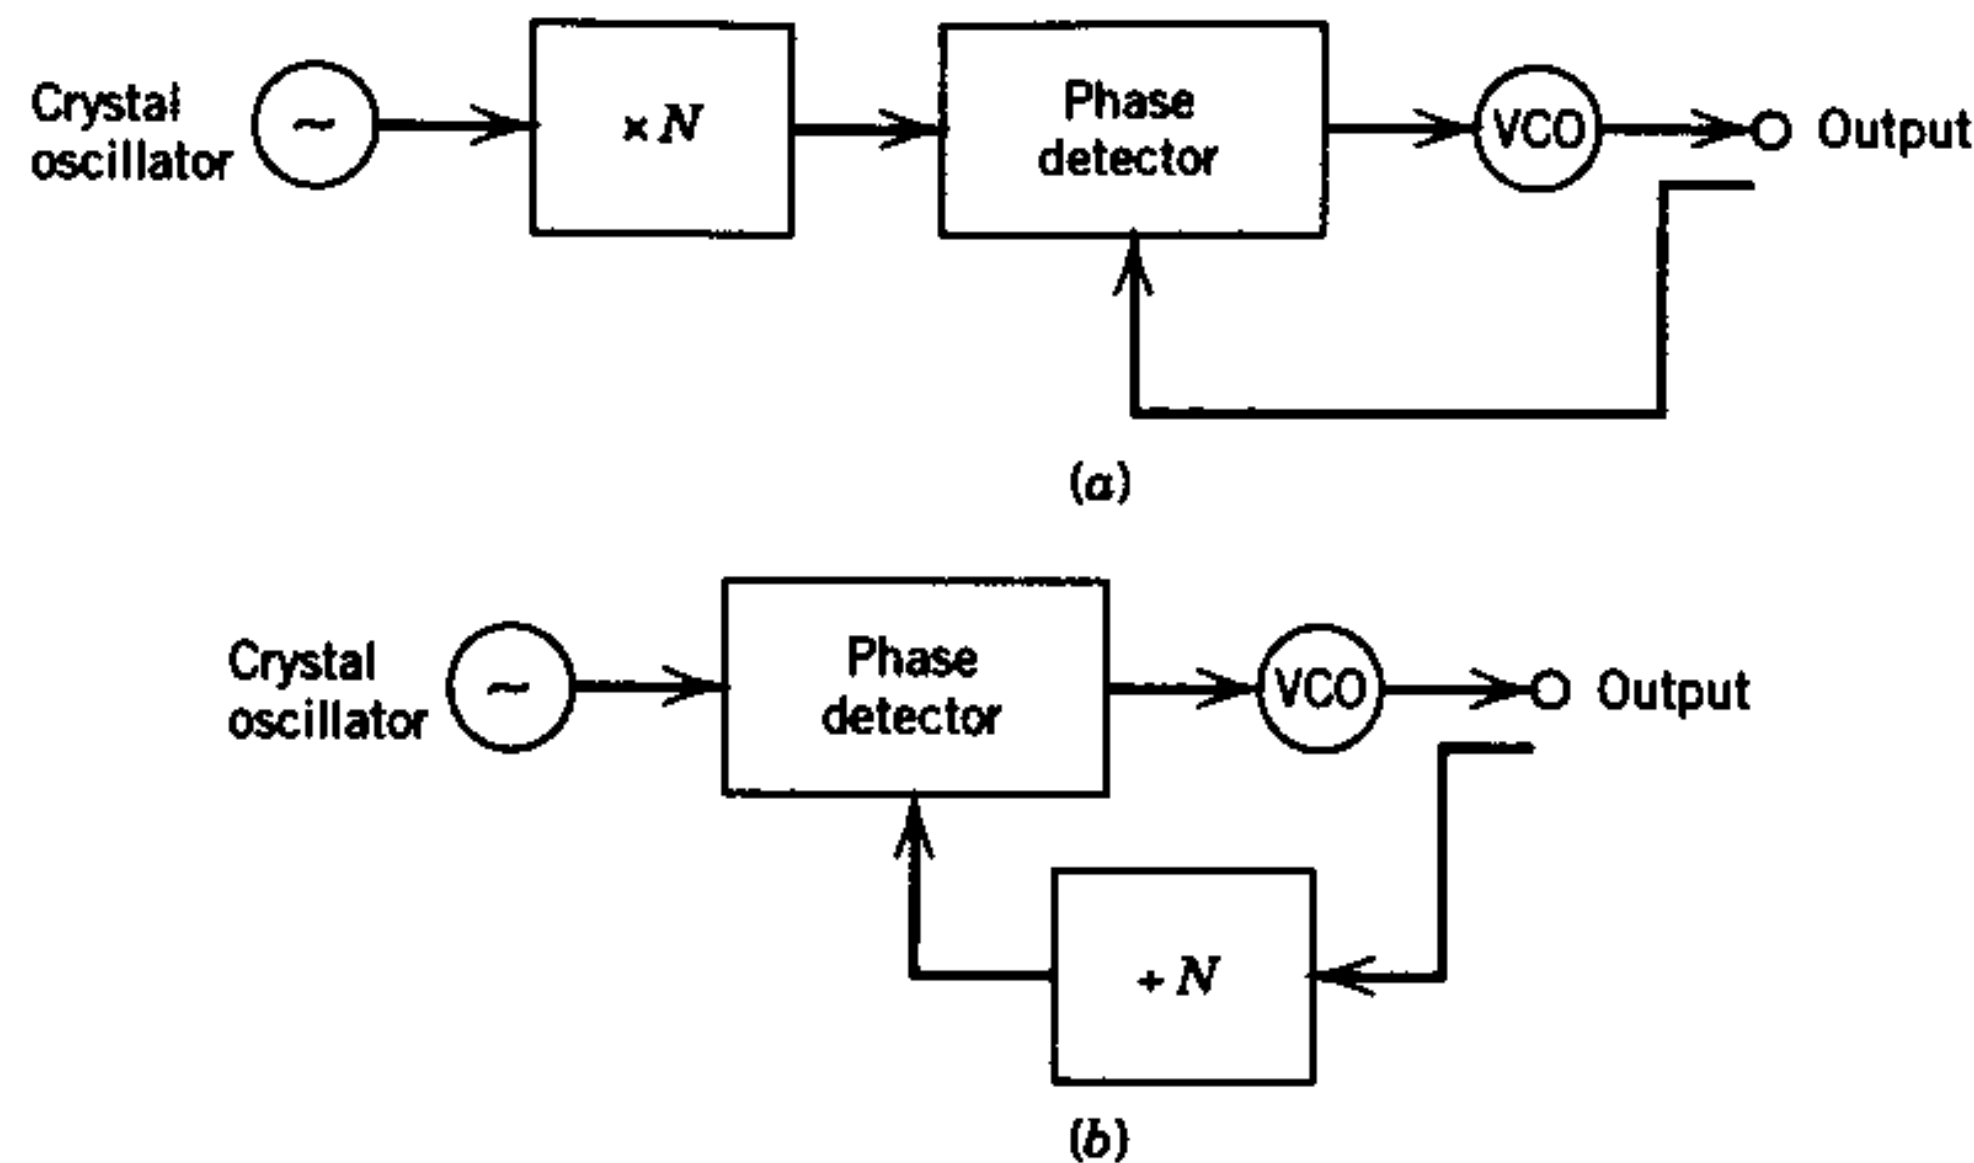 Crystal
oscillator
~
× N
Phase
detector
VCO
Output
(a)
Crystal
oscillator
~
Phase
detector
VCO
Output
÷ N
(b)